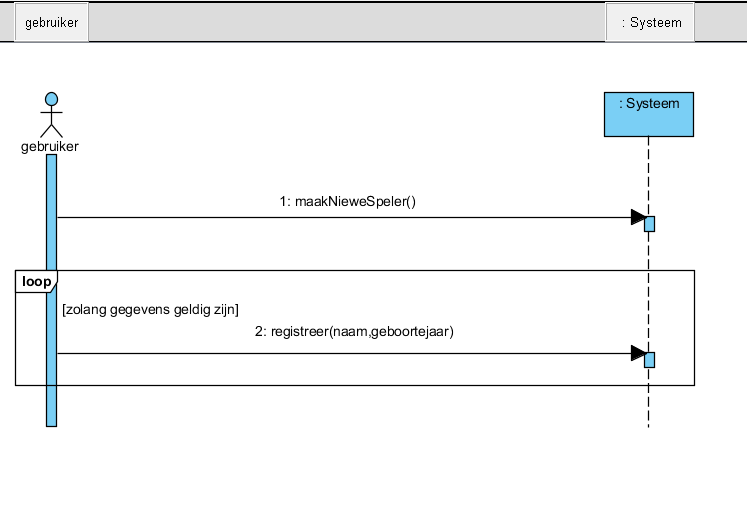 gebruiker
: Systeem
: Systeem
gebruiker
1: maakNieweSpeler()
loop
[zolang gegevens geldig zijn]
2: registreer(naam,geboortejaar)